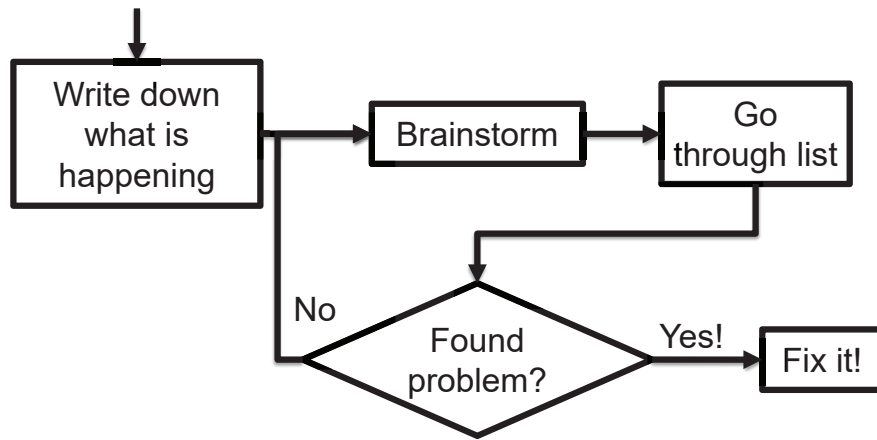 Write down
what is
happening
Brainstorm
Go
through list
No
Found
problem?
Yes!
Fix it!